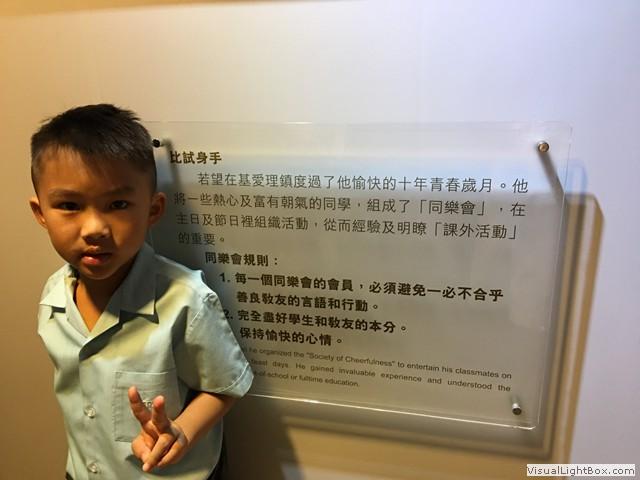 比試身手
若望在基愛理鎮度過了他愉快的十年青春歲月。他
將一些熱心及富有朝氣的同學，組成了「同樂會」，在
主日及節日裡組織活動，從而經驗及明瞭「課外活動」
的重要。
同樂會規則：
1. 每一個同樂會的會員，必須避免一必不合乎
善良敎友的言語和行動。
2. 完全盡好學生和敎友的本分。
保持愉快的心情。
he organized the "Society of Cheerfulness" to entertain his classmates on
feast days. He gained invaluable experience and understood the
-of-school or fulltime education.
VisualLightBox.com